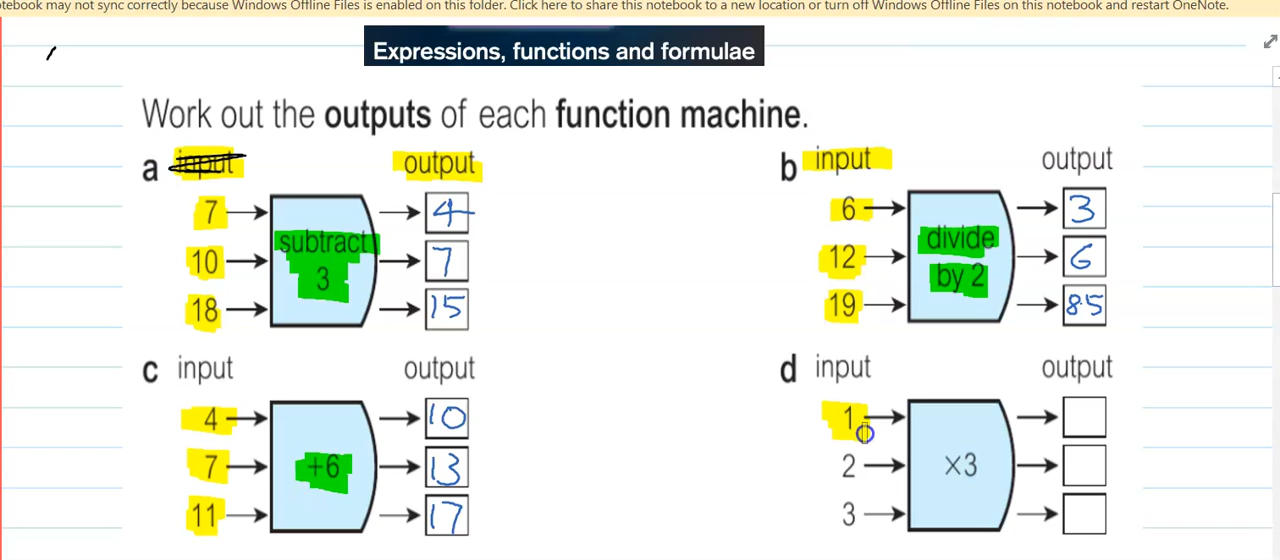 otebook may not sync correctly because Windows Offline Files is enabled on this folder. Click here to share this notebook to a new location or turn off Windows Offline Files on this notebook and restart OneNote.
Expressions, functions and formulae
Work out the outputs of each function machine.
a input output
7 4
10 subtract 3 7
18 15
b input output
6 3
12 divide by 2 6
19 8.5
c input output
4 10
7 +6 13
11 17
d input output
1
2 ×3
3